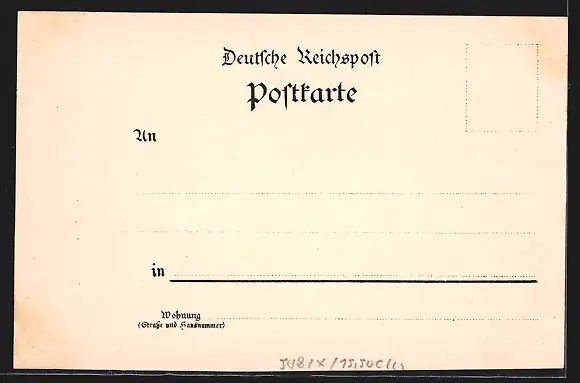 Deutsche Reichspost
Postkarte
An
in
Wohnung
(Straße und Hausnummer)